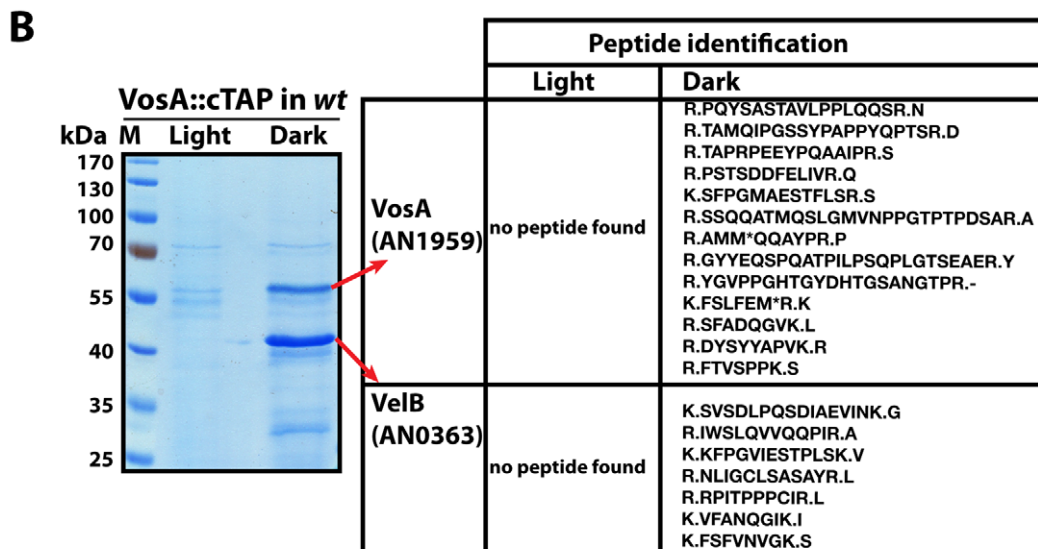 B
Peptide identification
Light Dark
VosA::cTAP in wt
kDa M Light Dark
170
130
100
70
55
40
35
25
VosA
(AN1959)
no peptide found
R.PQYSASTAVLPPLQQSR.N
R.TAMQIPGSSYPAPPYQPTSR.D
R.TAPRPEEYPQAAIPR.S
R.PSTSDDFELIVR.Q
K.SFPGMAESTFLSR.S
R.SSQQATMQSLGMVNPPGTPTPDSAR.A
R.AMM*QQAYPR.P
R.GYYEQSPQATPILPSQPLGTSEAER.Y
R.YGVPPGHTGYDHTGSANGTPR.-
K.FSLFEM*R.K
R.SFADQGVK.L
R.DYSYYAPVK.R
R.FTVSPPK.S
VelB
(AN0363)
no peptide found
K.SVSDLPQSDIAEVINK.G
R.IWSLQVVQQPIR.A
K.KFPGVIESTPLSK.V
R.NLIGCLSASAYR.L
R.RPITPPPCIR.L
K.VFANQGIK.I
K.FSFVNVGK.S